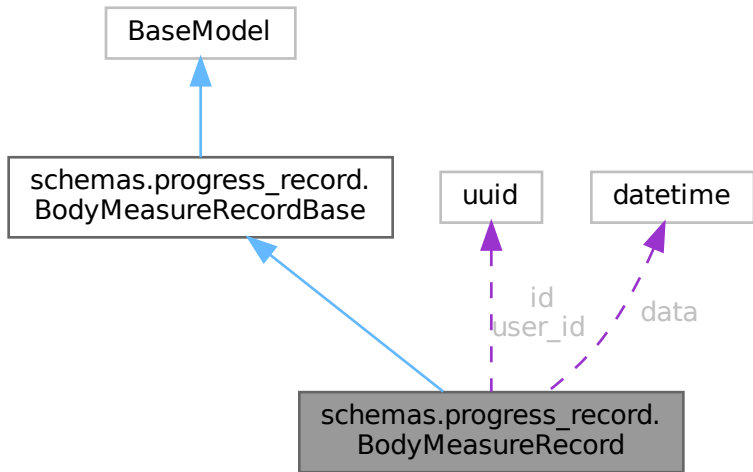 BaseModel
schemas.progress_record.
BodyMeasureRecordBase
uuid
datetime
id
user_id
data
schemas.progress_record.
BodyMeasureRecord